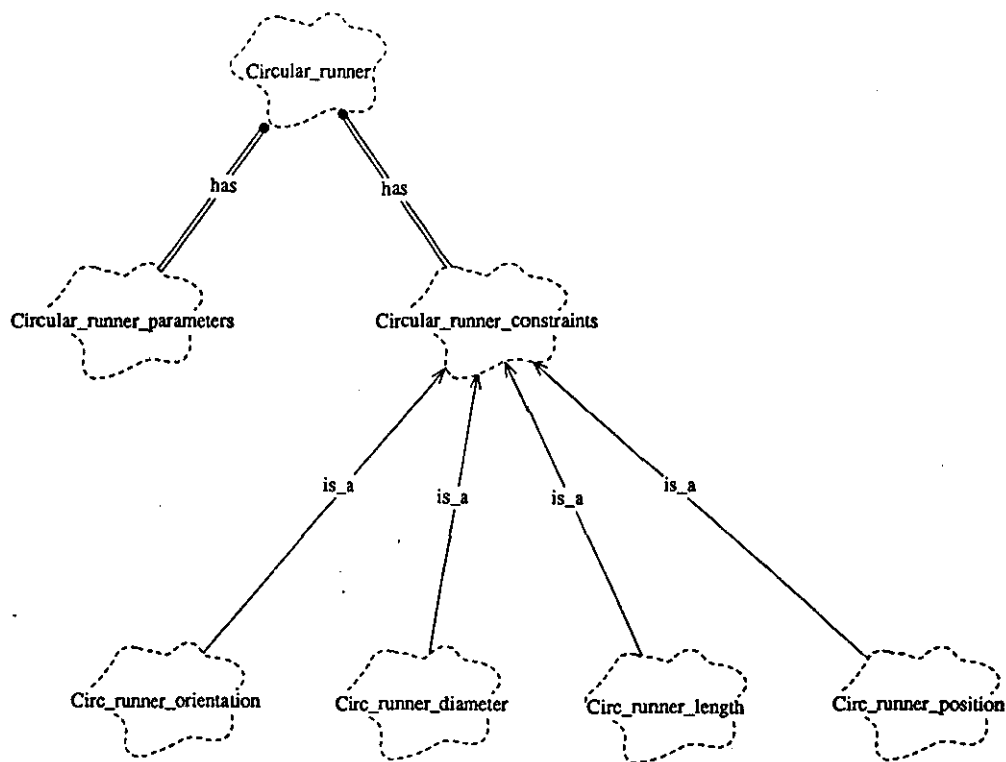 Circular_runner
has
has
Circular_runner_parameters
Circular_runner_constraints
is_a
is_a
is_a
is_a
Circ_runner_orientation
Circ_runner_diameter
Circ_runner_length
Circ_runner_position